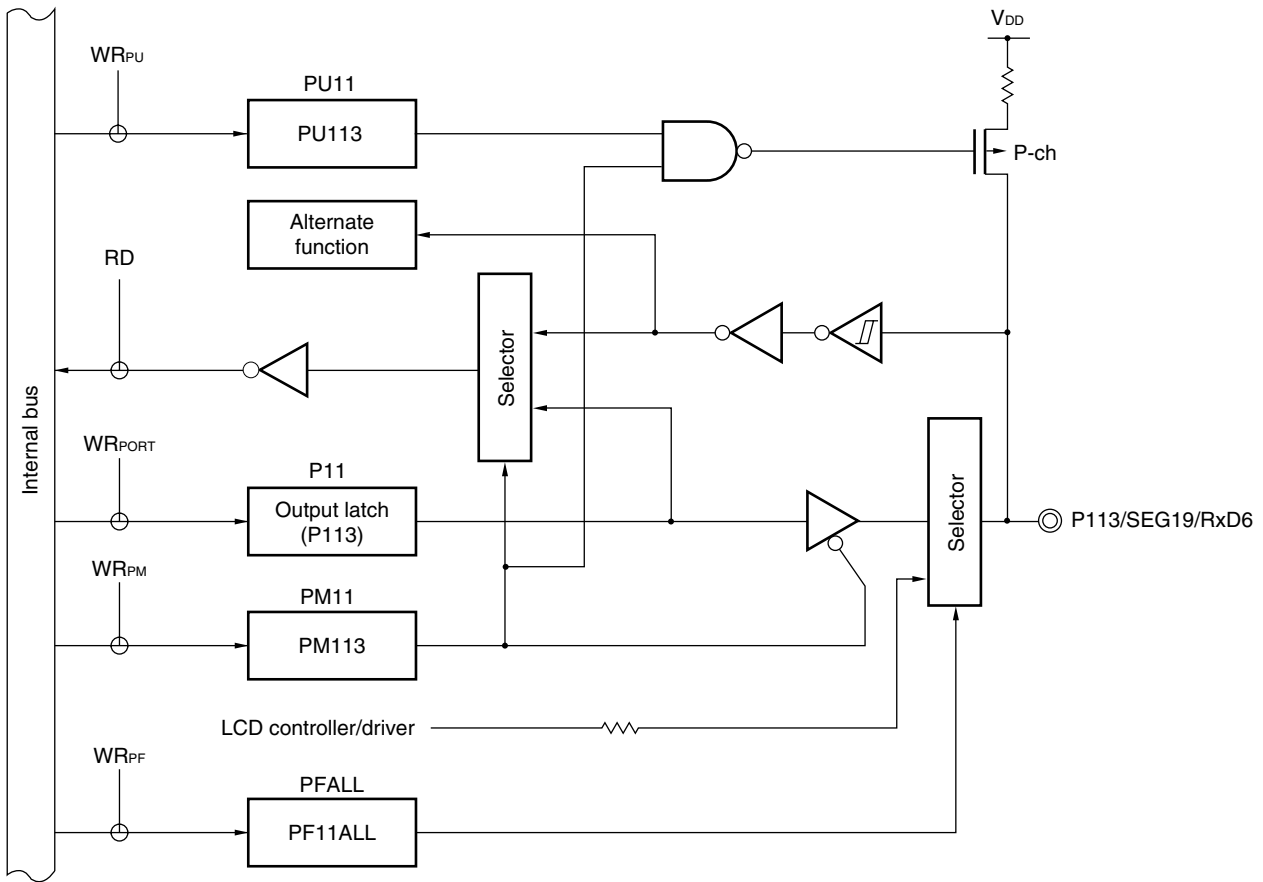 VDD
WRPU
PU11
PU113
P-ch
Alternate
function
RD
Selector
Internal bus
WRPORT
P11
Output latch
(P113)
Selector
P113/SEG19/RxD6
WRPM
PM11
PM113
LCD controller/driver
WRPF
PFALL
PF11ALL